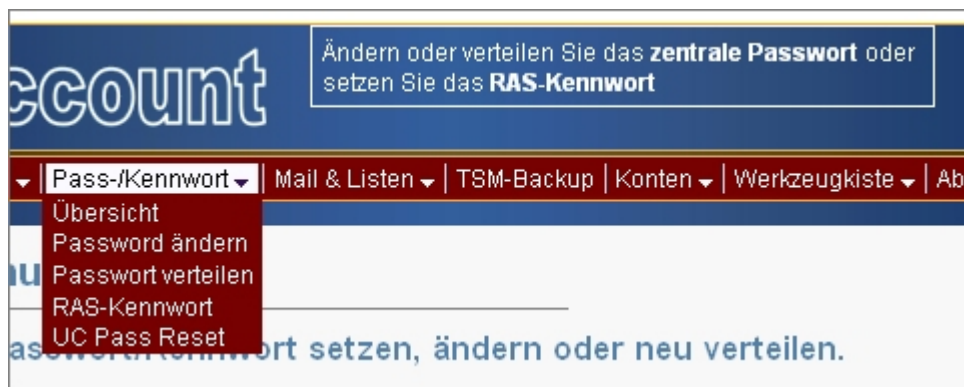 Ändern oder verteilen Sie das zentrale Passwort oder
setzen Sie das RAS-Kennwort
ccount
Pass-/Kennwort | Mail & Listen | TSM-Backup | Konten | Werkzeugkiste | Ab
Übersicht
Password ändern
Passwort verteilen
RAS-Kennwort
UC Pass Reset
ort setzen, ändern oder neu verteilen.